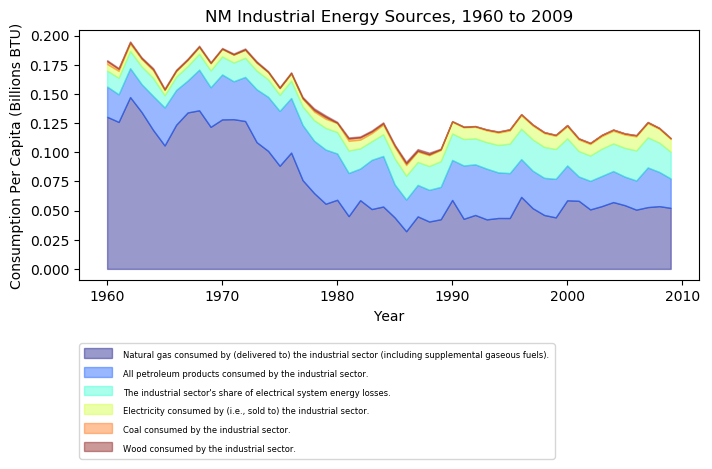 NM Industrial Energy Sources, 1960 to 2009
Consumption Per Capita (Billions BTU)
0.200
0.175
0.150
0.125
0.100
0.075
0.050
0.025
0.000
1960 1970 1980 1990 2000 2010
Year
Natural gas consumed by (delivered to) the industrial sector (including supplemental gaseous fuels).
All petroleum products consumed by the industrial sector.
The industrial sector's share of electrical system energy losses.
Electricity consumed by (i.e., sold to) the industrial sector.
Coal consumed by the industrial sector.
Wood consumed by the industrial sector.